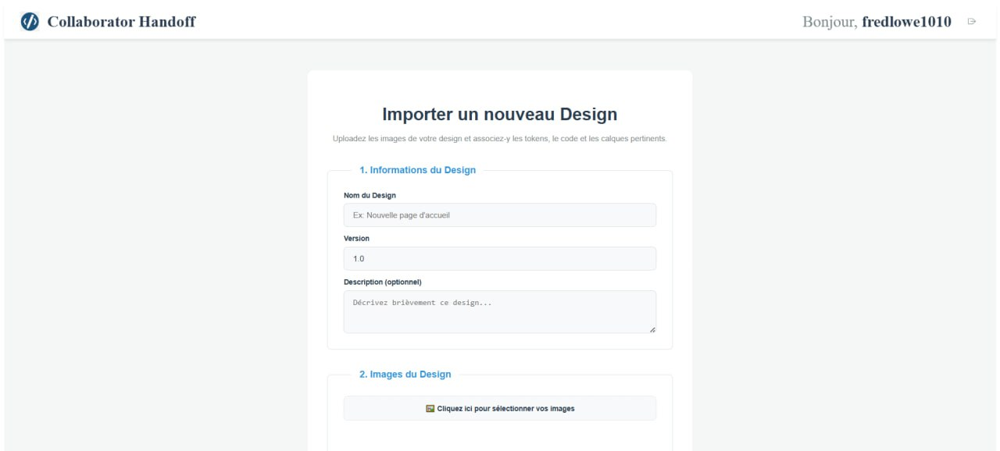 Collaborator Handoff
Bonjour, fredlowe1010
Importer un nouveau Design
Uploadez les images de votre design et associez-y les tokens, le code et les calques pertinents.
1. Informations du Design
Nom du Design
Ex: Nouvelle page d'accueil
Version
1.0
Description (optionnel)
Décrivez brièvement ce design...
2. Images du Design
Cliquez ici pour sélectionner vos images